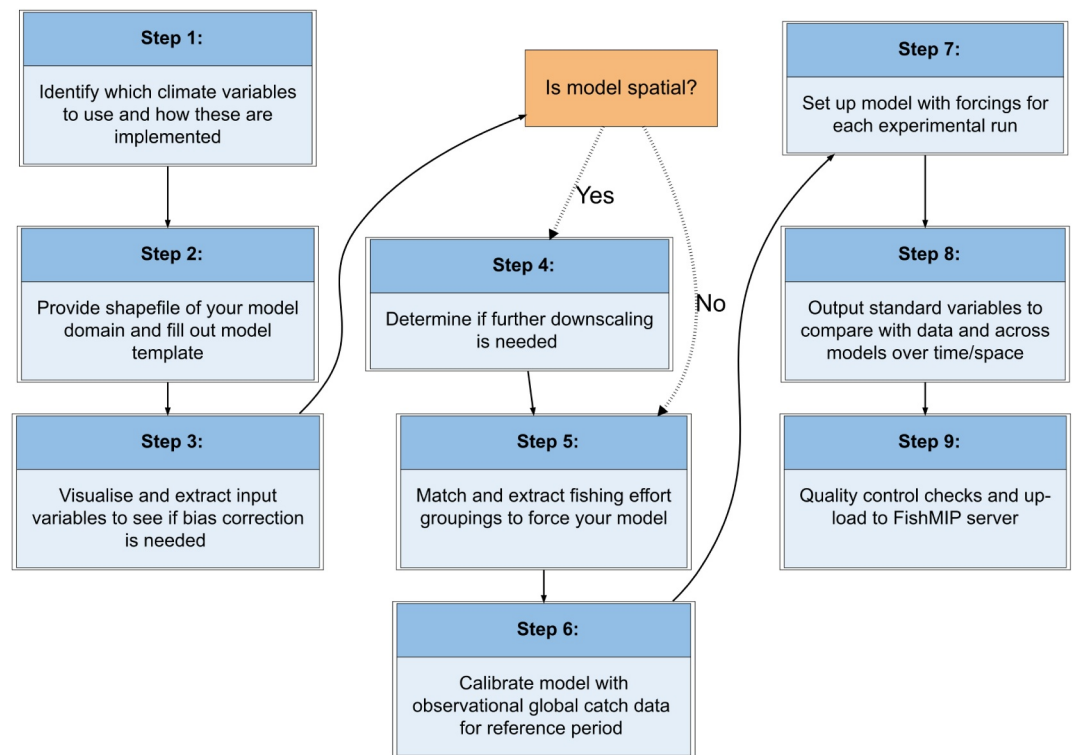 Step 1:
Identify which climate variables
to use and how these are
implemented
Step 2:
Provide shapefile of your model
domain and fill out model
template
Step 3:
Visualise and extract input
variables to see if bias correction
is needed
Is model spatial?
Yes
No
Step 4:
Determine if further downscaling
is needed
Step 5:
Match and extract fishing effort
groupings to force your model
Step 6:
Calibrate model with
observational global catch data
for reference period
Step 7:
Set up model with forcings for
each experimental run
Step 8:
Output standard variables to
compare with data and across
models over time/space
Step 9:
Quality control checks and up-
load to FishMIP server